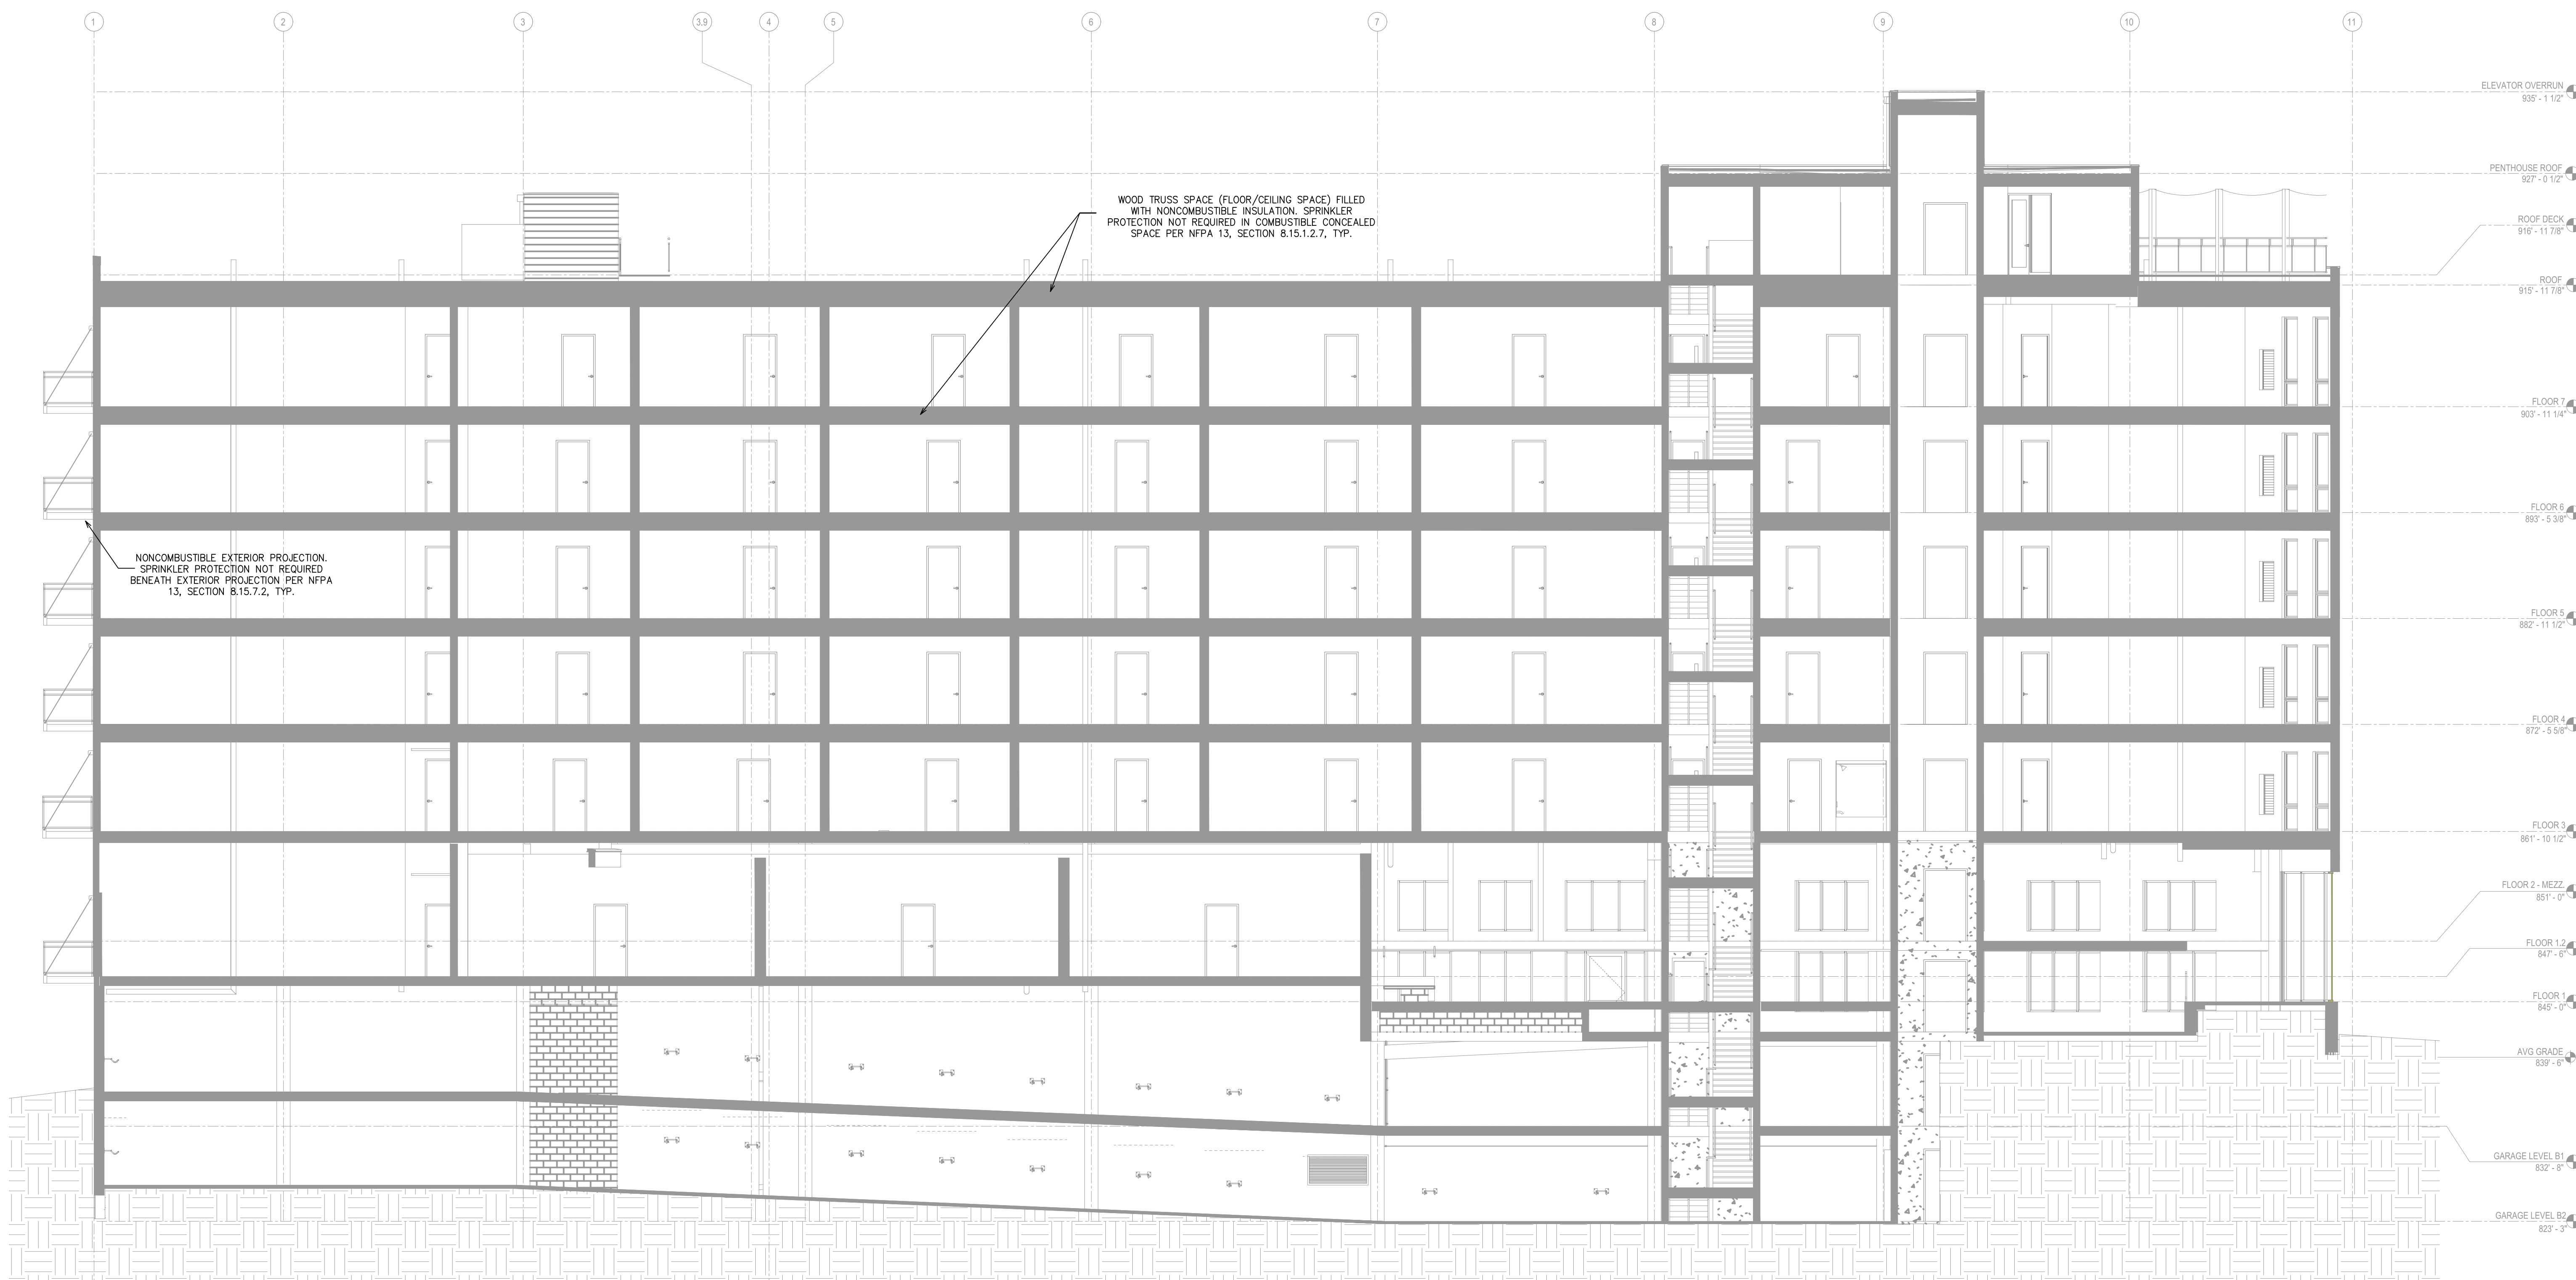 1
2
3
3.9
4
5
6
7
8
9
10
11
ELEVATOR OVERRUN
935' - 1 1/2"
PENTHOUSE ROOF
927' - 0 1/2"
WOOD TRUSS SPACE (FLOOR/CEILING SPACE) FILLED
WITH NONCOMBUSTIBLE INSULATION. SPRINKLER
PROTECTION NOT REQUIRED IN COMBUSTIBLE CONCEALED
SPACE PER NFPA 13, SECTION 8.15.1.2.7, TYP.
ROOF DECK
916' - 11 7/8"
ROOF
915' - 11 7/8"
FLOOR 7
903' - 11 1/4"
FLOOR 6
893' - 5 3/8"
NONCOMBUSTIBLE EXTERIOR PROJECTION.
SPRINKLER PROTECTION NOT REQUIRED
BENEATH EXTERIOR PROJECTION PER NFPA
13, SECTION 8.15.7.2, TYP.
FLOOR 5
882' - 11 1/2"
FLOOR 4
872' - 5 5/8"
FLOOR 3
861' - 10 1/2"
FLOOR 2 - MEZZ.
851' - 0"
FLOOR 1.2
847' - 6"
FLOOR 1
845' - 0"
AVG GRADE
839' - 6"
GARAGE LEVEL B1
832' - 8"
GARAGE LEVEL B2
823' - 3"